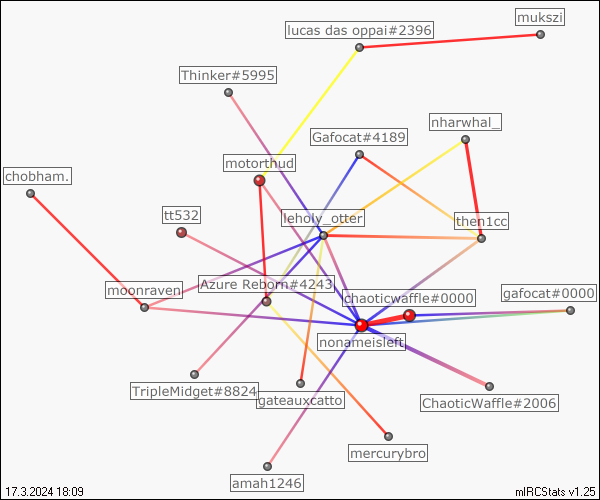 mukszi
lucas das oppai#2396
Thinker#5995
nharwhal_
Gafocat#4189
motorthud
chobham.
tt532
leholy_otter
then1cc
moonraven
Azure Reborn#4243
chaoticwaffle#0000
gafocat#0000
nonameisleft
TripleMidget#8824
gateauxcatto
ChaoticWaffle#2006
mercurybro
amah1246
17.3.2024 18:09
mIRCStats v1.25